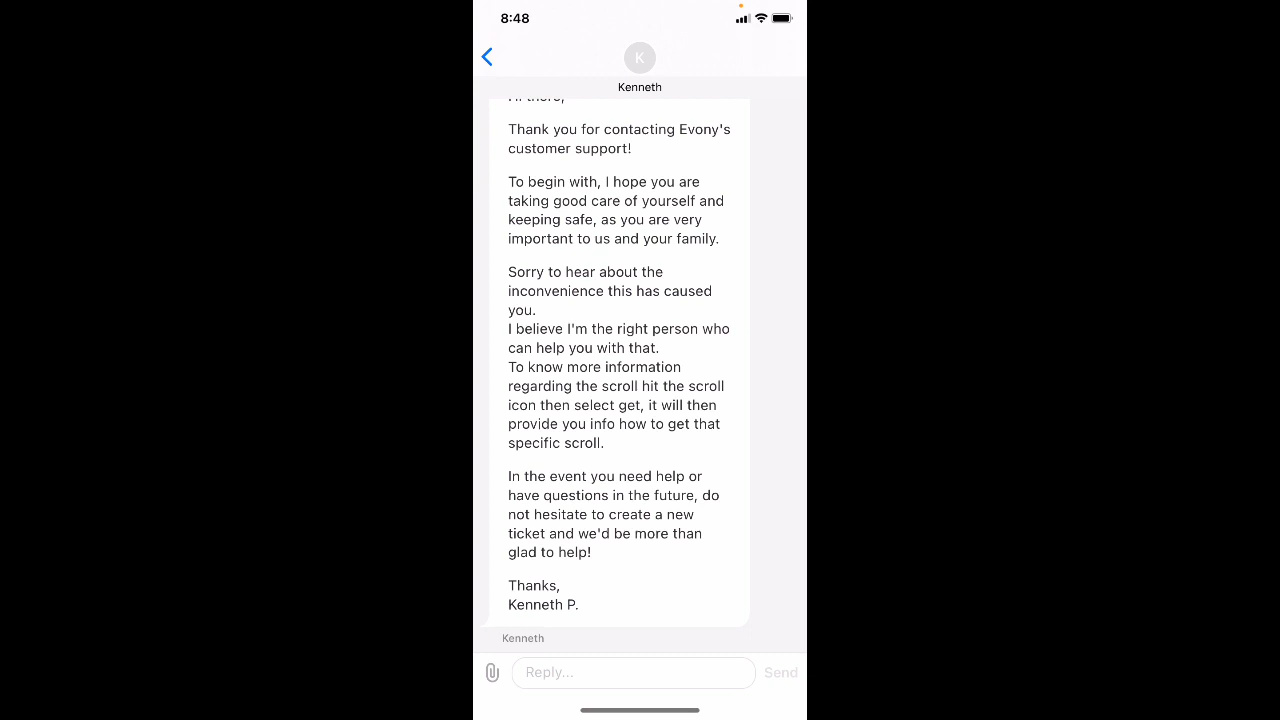 8:48
K
Kenneth
Hi there,
Thank you for contacting Evony's
customer support!
To begin with, I hope you are
taking good care of yourself and
keeping safe, as you are very
important to us and your family.
Sorry to hear about the
inconvenience this has caused
you.
I believe I'm the right person who
can help you with that.
To know more information
regarding the scroll hit the scroll
icon then select get, it will then
provide you info how to get that
specific scroll.
In the event you need help or
have questions in the future, do
not hesitate to create a new
ticket and we'd be more than
glad to help!
Thanks,
Kenneth P.
Kenneth
Reply...
Send